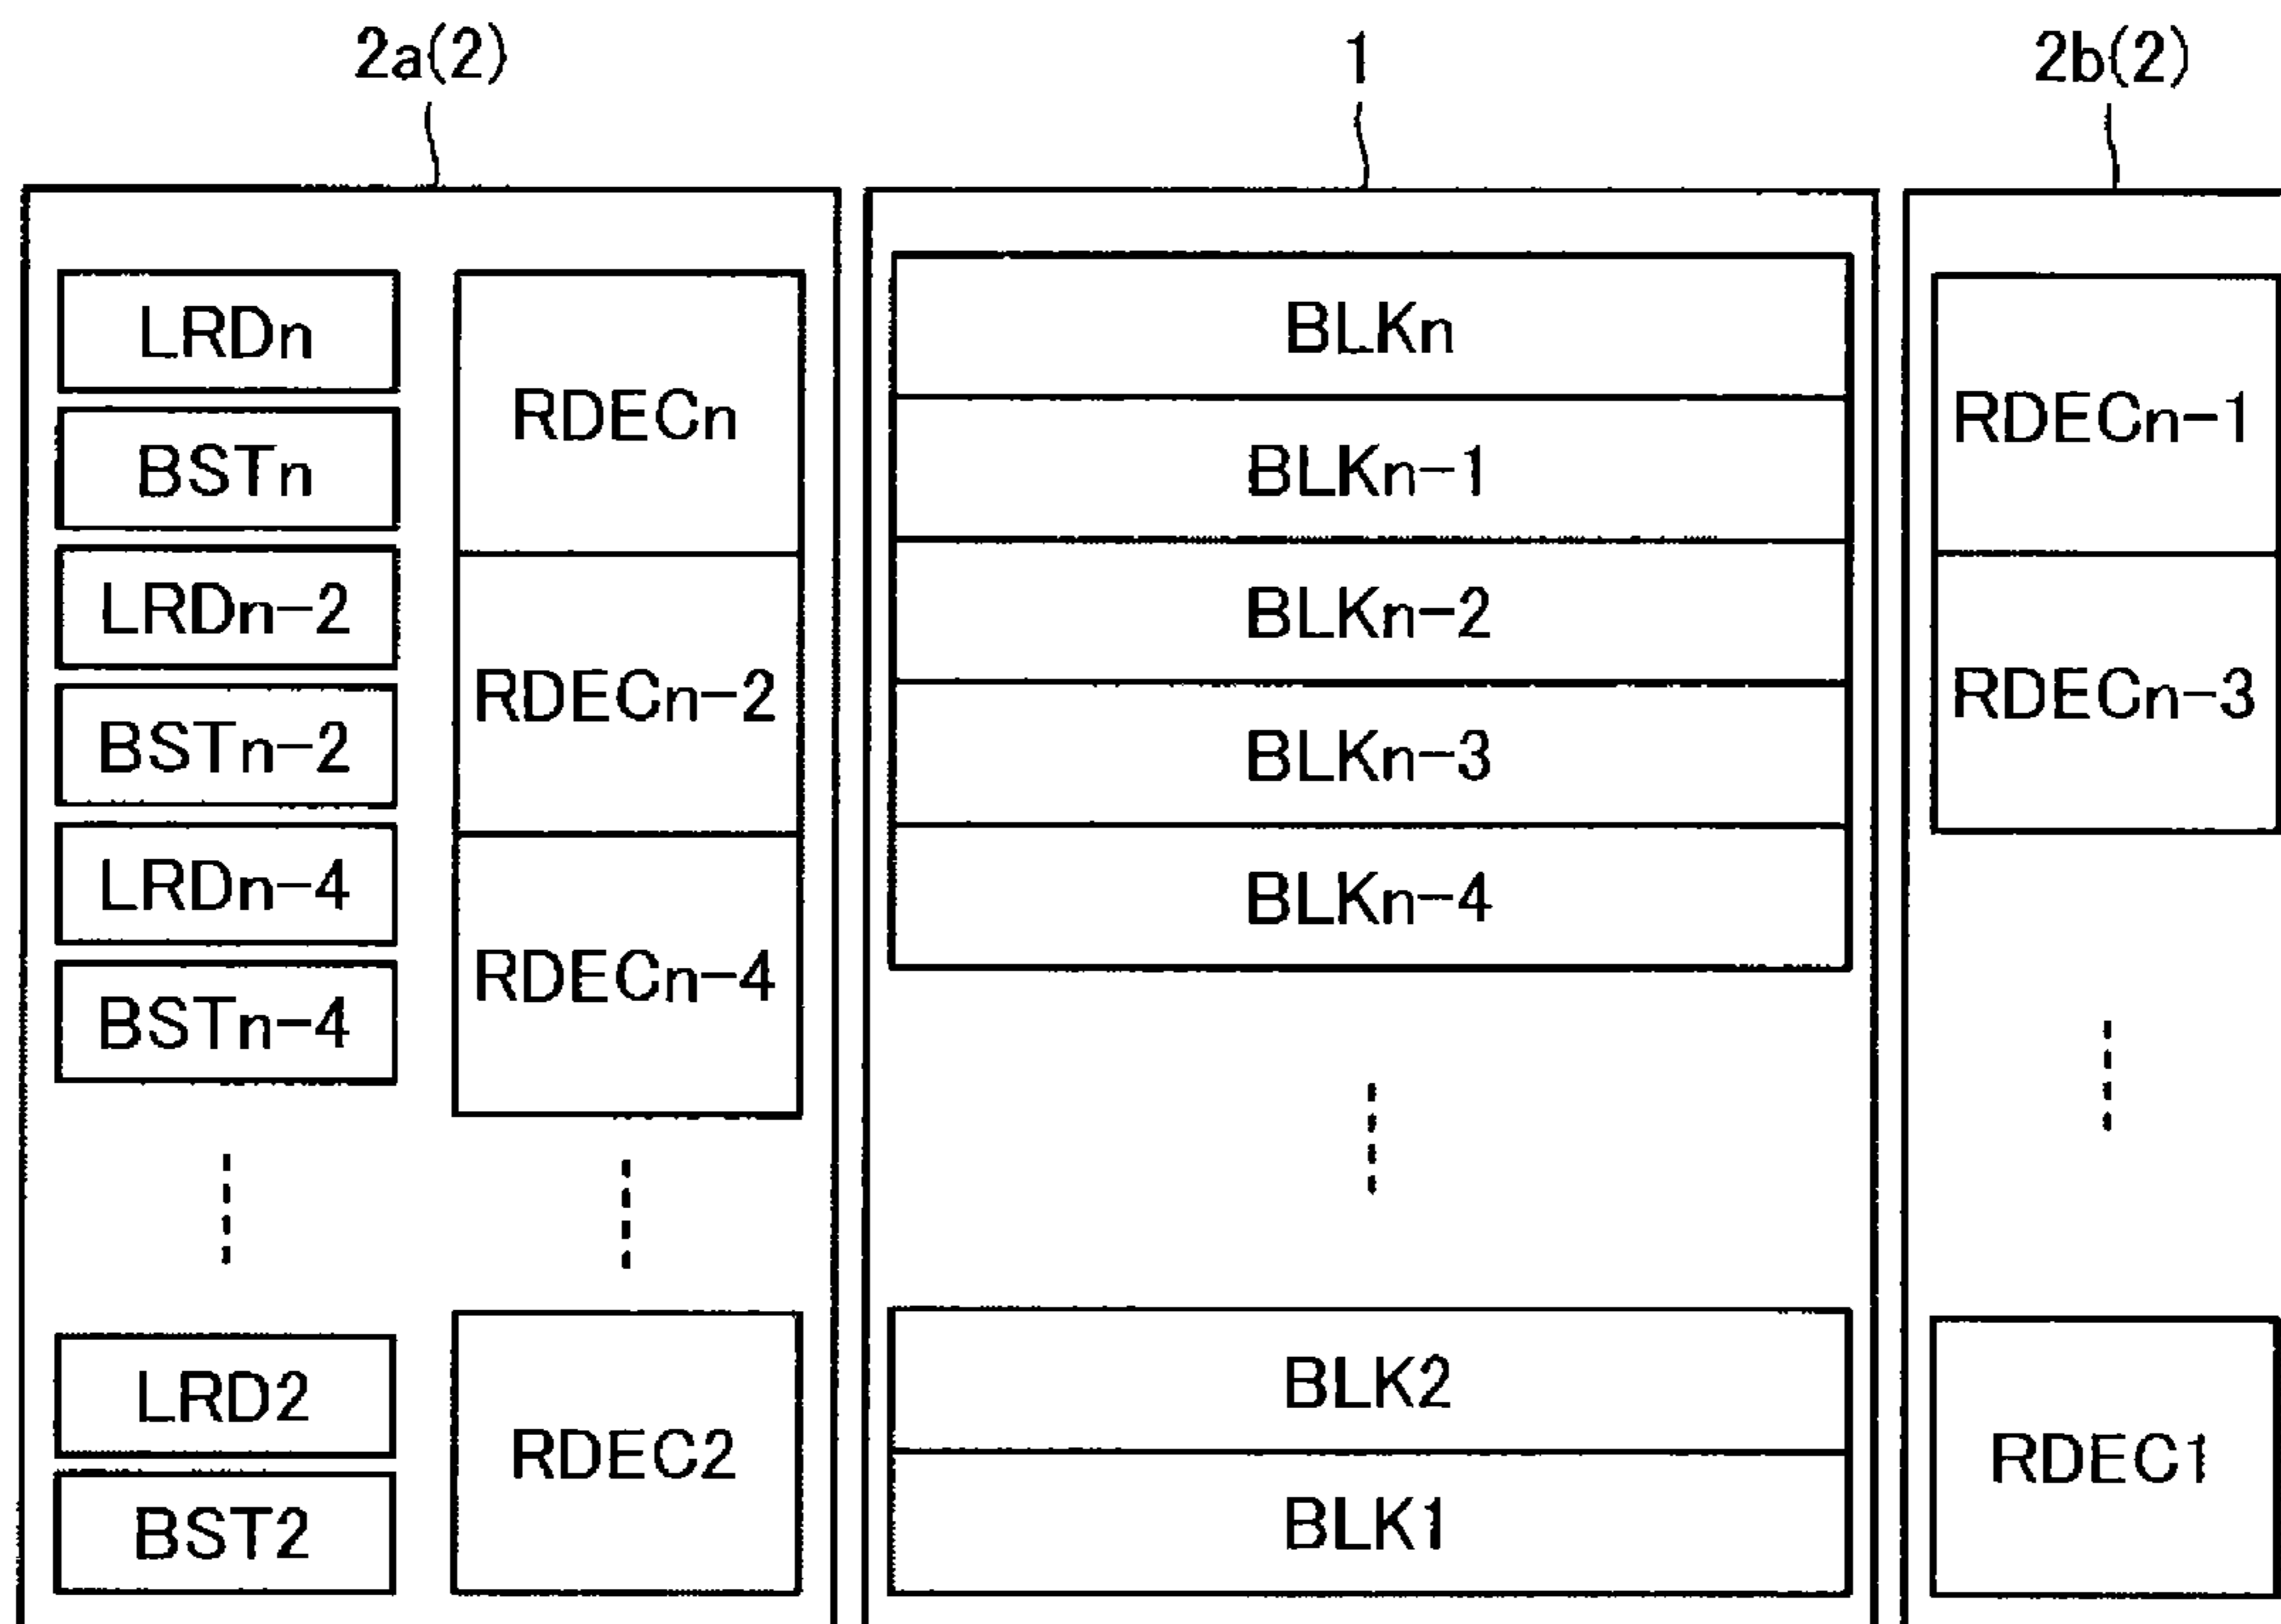 2a(2)
1
2b(2)
LRDn
BSTn
LRDn-2
BSTn-2
LRDn-4
BSTn-4
LRD2
BST2
RDECn
RDECn-2
RDECn-4
RDEC2
BLKn
BLKn-1
BLKn-2
BLKn-3
BLKn-4
BLK2
BLK1
RDECn-1
RDECn-3
RDEC1